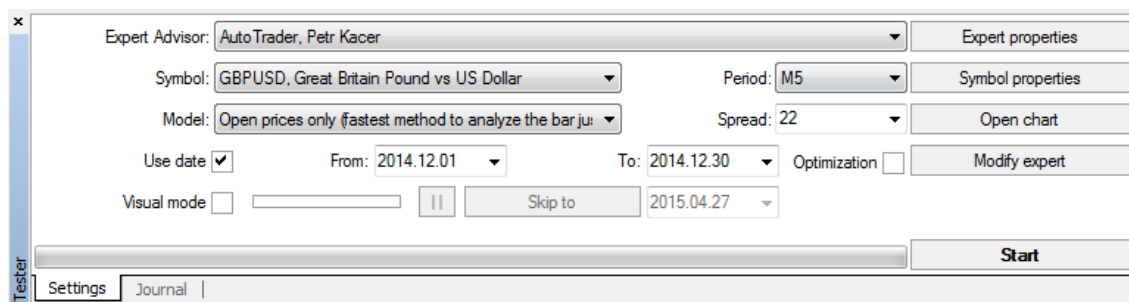 ×
Expert Advisor: AutoTrader, Petr Kacer Expert properties
Symbol: GBPUSD, Great Britain Pound vs US Dollar Period: M5 Symbol properties
Model: Open prices only (fastest method to analyze the bar ju Spread: 22 Open chart
Use date From: 2014.12.01 To: 2014.12.30 Optimization Modify expert
Visual mode Skip to 2015.04.27
Start
Tester
Settings Journal